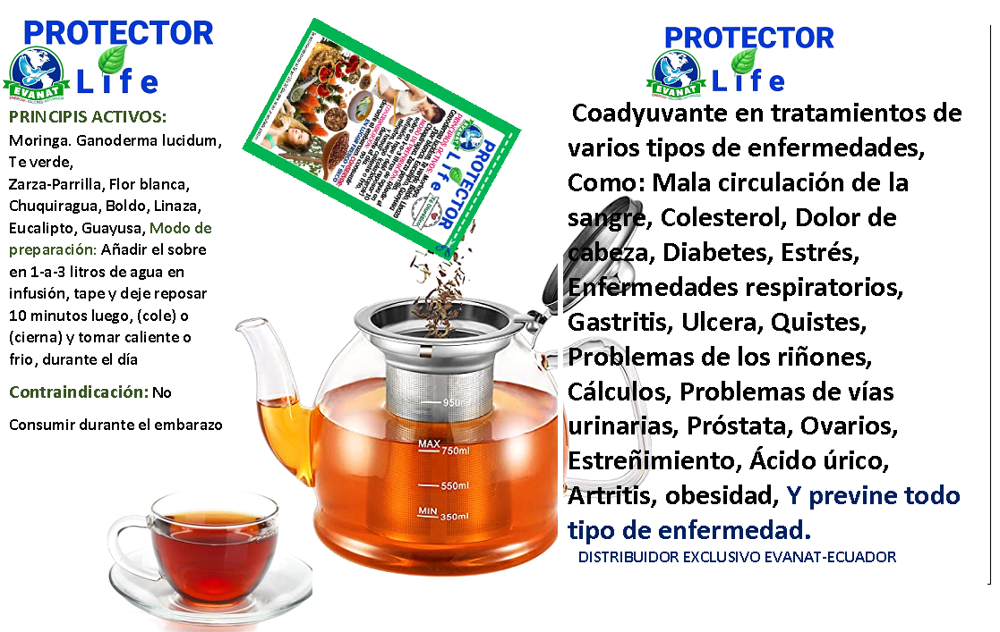 PROTECTOR
Life
EVANAT
PRINCIPIS ACTIVOS:
Moringa. Ganoderma lucidum,
Te verde,
Zarza-Parrilla, Flor blanca,
Chuquiragua, Boldo, Linaza,
Eucalipto, Guayusa, Modo de
preparación: Añadir el sobre
en 1-a-3 litros de agua en
infusión, tape y deje reposar
10 minutos luego, (cole) o
(cierna) y tomar caliente o
frio, durante el día
Contraindicación: No
Consumir durante el embarazo
PROTECTOR
Life
EVANAT
950ml
MAX
750ml
550ml
MIN
350ml
PROTECTOR
Life
EVANAT
Coadyuvante en tratamientos de
varios tipos de enfermedades,
Como: Mala circulación de la
sangre, Colesterol, Dolor de
cabeza, Diabetes, Estrés,
Enfermedades respiratorios,
Gastritis, Ulcera, Quistes,
Problemas de los riñones,
Cálculos, Problemas de vías
urinarias, Próstata, Ovarios,
Estreñimiento, Ácido úrico,
Artritis, obesidad, Y previne todo
tipo de enfermedad.
DISTRIBUIDOR EXCLUSIVO EVANAT-ECUADOR